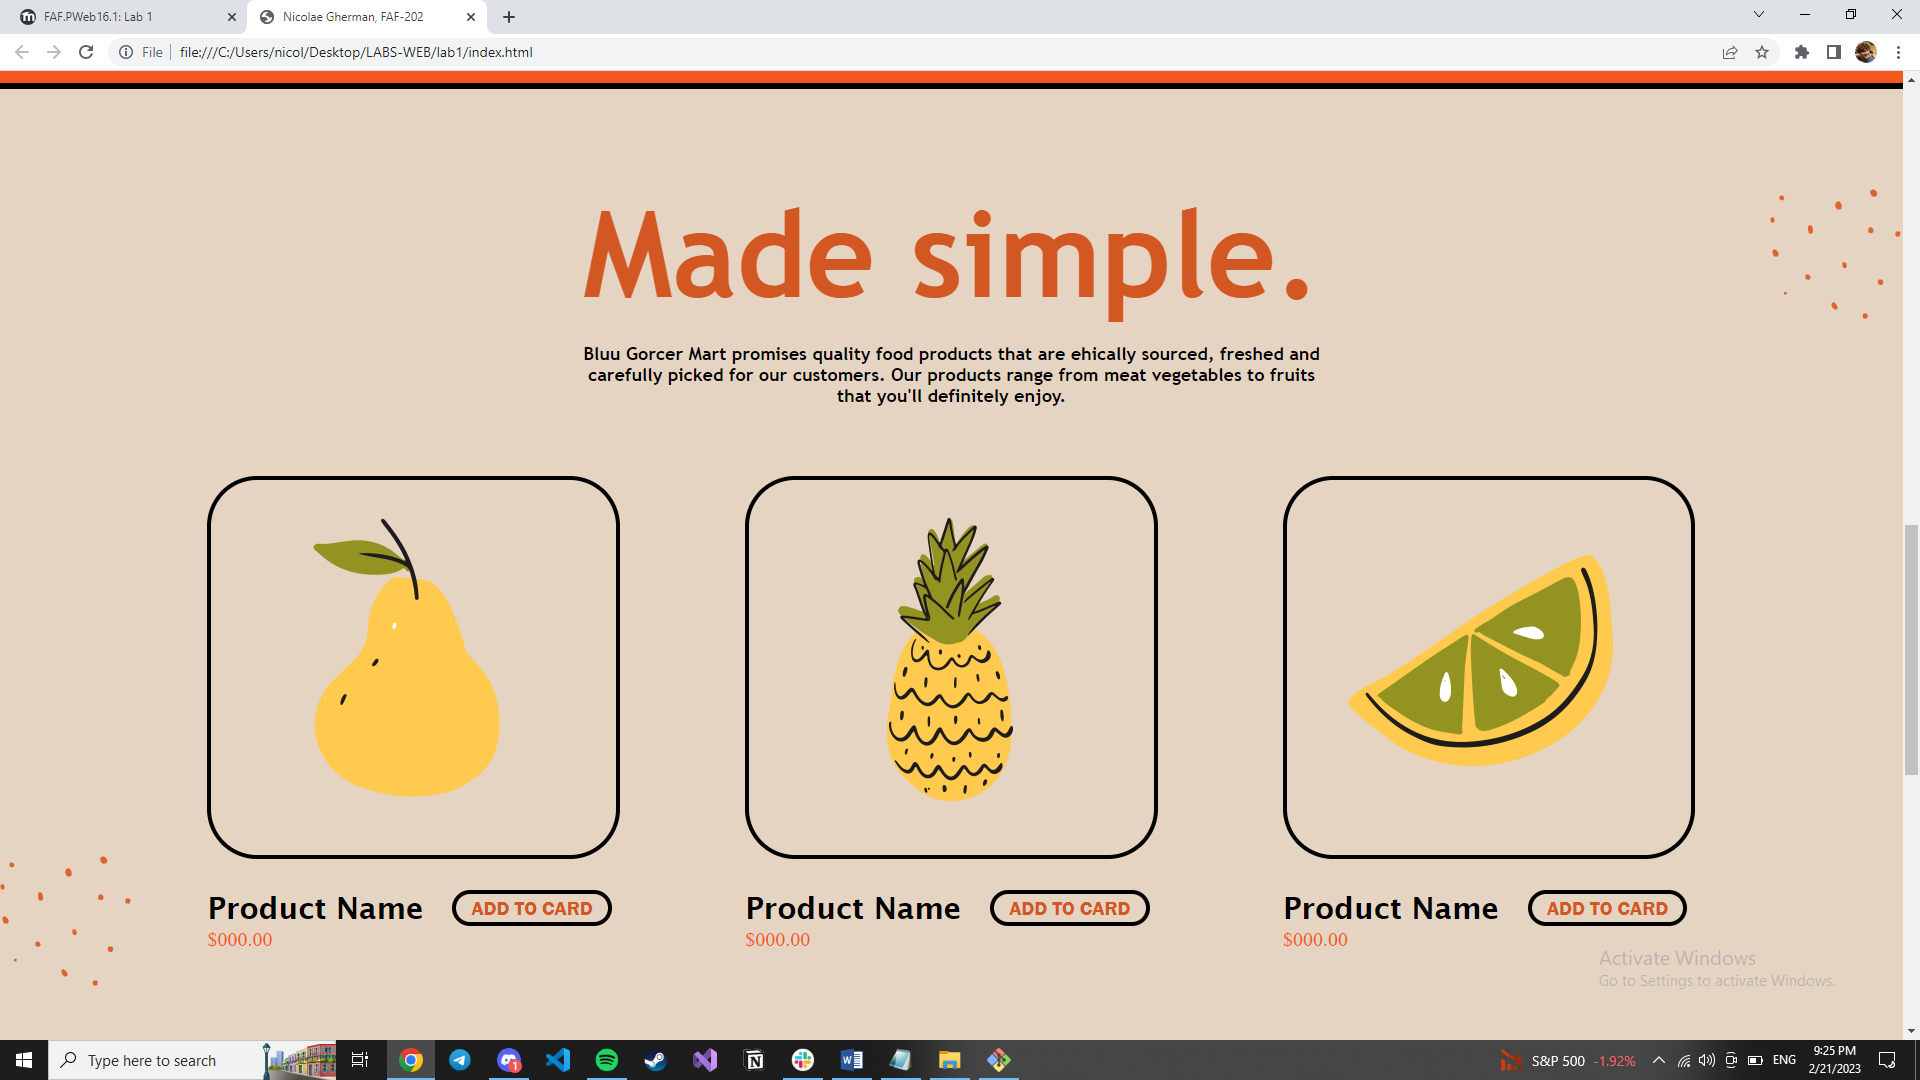 FAF.PWeb16.1: Lab 1
Nicolae Gherman, FAF-202
File
file:///C:/Users/nicol/Desktop/LABS-WEB/lab1/index.html
Made simple.
Bluu Gorcer Mart promises quality food products that are ehically sourced, freshed and
carefully picked for our customers. Our products range from meat vegetables to fruits
that you'll definitely enjoy.
Product Name ADD TO CARD
$000.00
Product Name ADD TO CARD
$000.00
Product Name ADD TO CARD
$000.00
Activate Windows
Go to Settings to activate Windows.
Type here to search
1
S&P 500 -1.92%
ENG
9:25 PM
2/21/2023